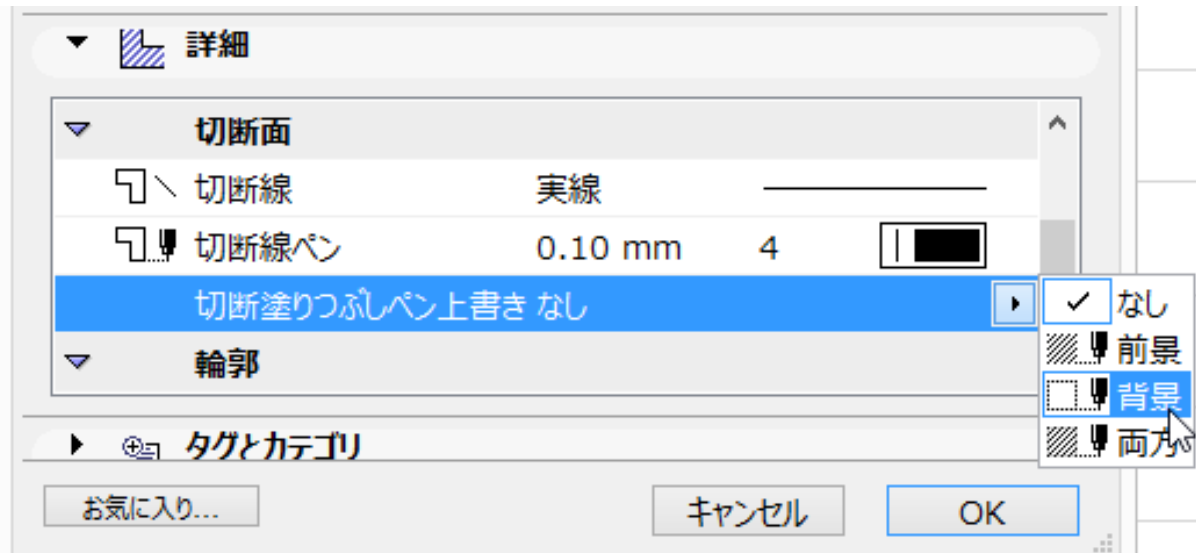 詳細
切断面
切断線 実線
切断線ペン 0.10 mm 4
切断塗りつぶしペン上書き なし
輪郭
なし
前景
背景
両方
タグとカテゴリ
お気に入り... キャンセル OK